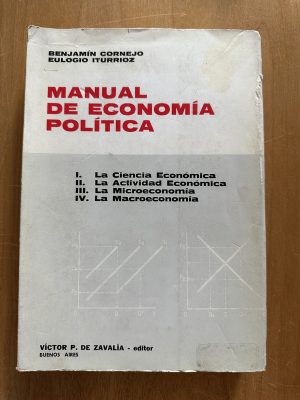 BENJAMÍN CORNEJO
EULOGIO ITURRIOZ
MANUAL
DE ECONOMÍA
POLÍTICA
I. La Ciencia Económica
II. La Actividad Económica
III. La Microeconomía
IV. La Macroeconomía
VÍCTOR P. DE ZAVALÍA - editor
BUENOS AIRES